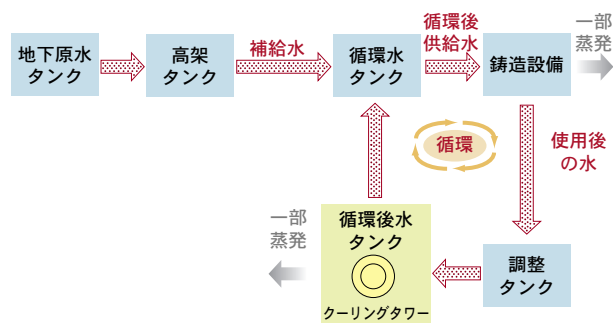 地下原水
タンク
高架
タンク
補給水
循環水
タンク
循環後
供給水
鋳造設備
一部
蒸発
循環
使用後
の水
調整
タンク
循環後水
タンク
クーリングタワー
一部
蒸発